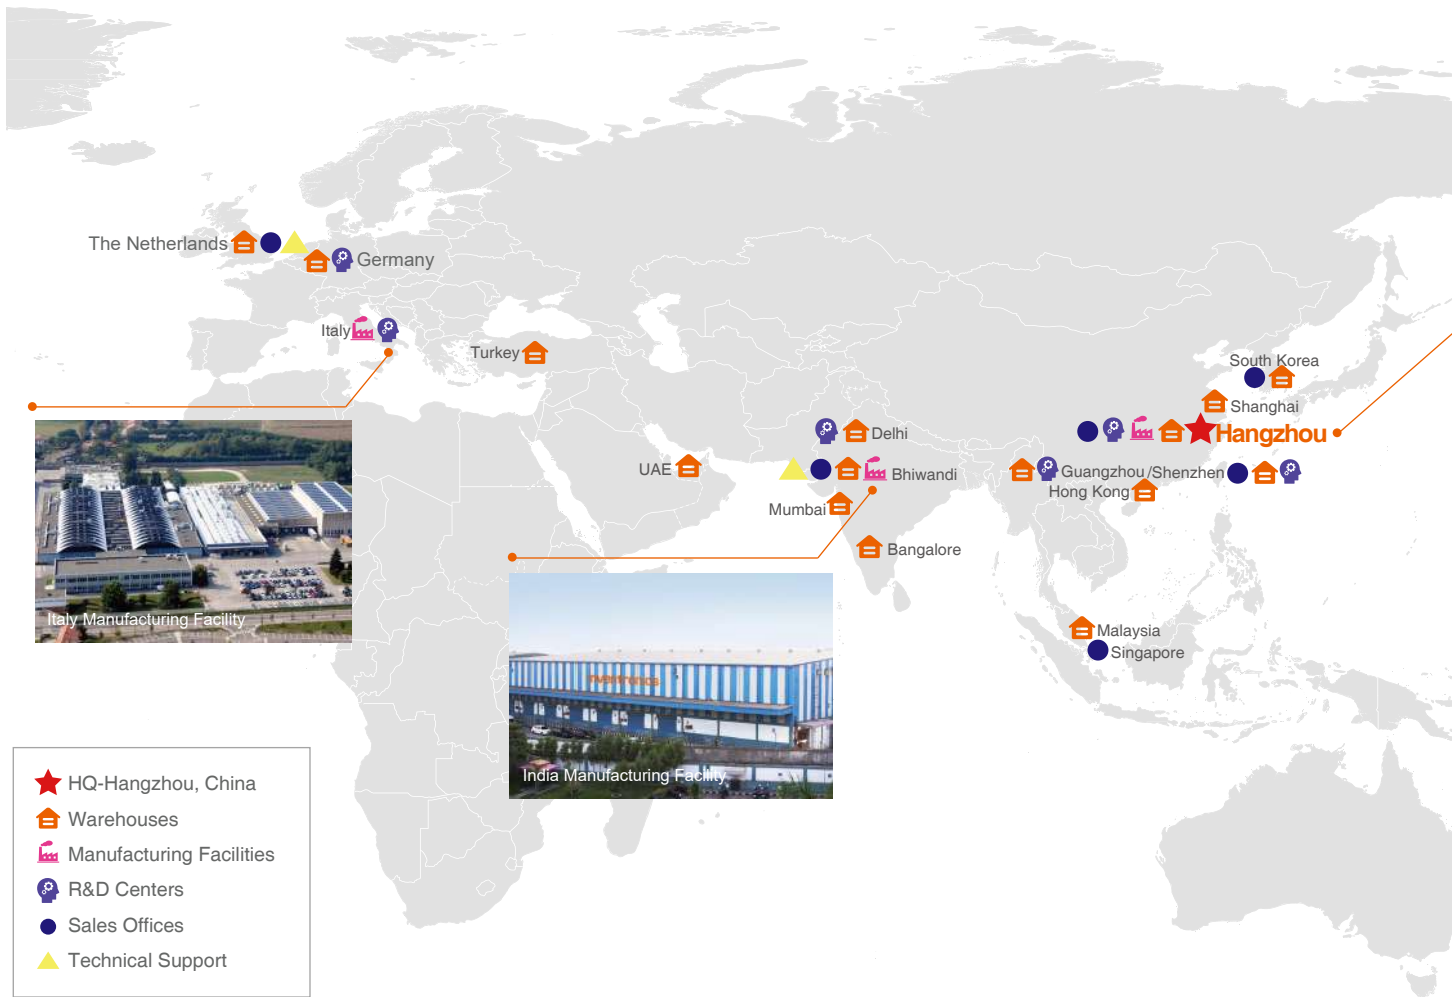 The Netherlands
Germany
Italy
Turkey
South Korea
Shanghai
Hangzhou
Delhi
UAE
Bhiwandi
Guangzhou /Shenzhen
Hong Kong
Mumbai
Bangalore
Malaysia
Singapore
Italy Manufacturing Facility
inventronics
India Manufacturing Facility
HQ-Hangzhou, China
Warehouses
Manufacturing Facilities
R&D Centers
Sales Offices
Technical Support